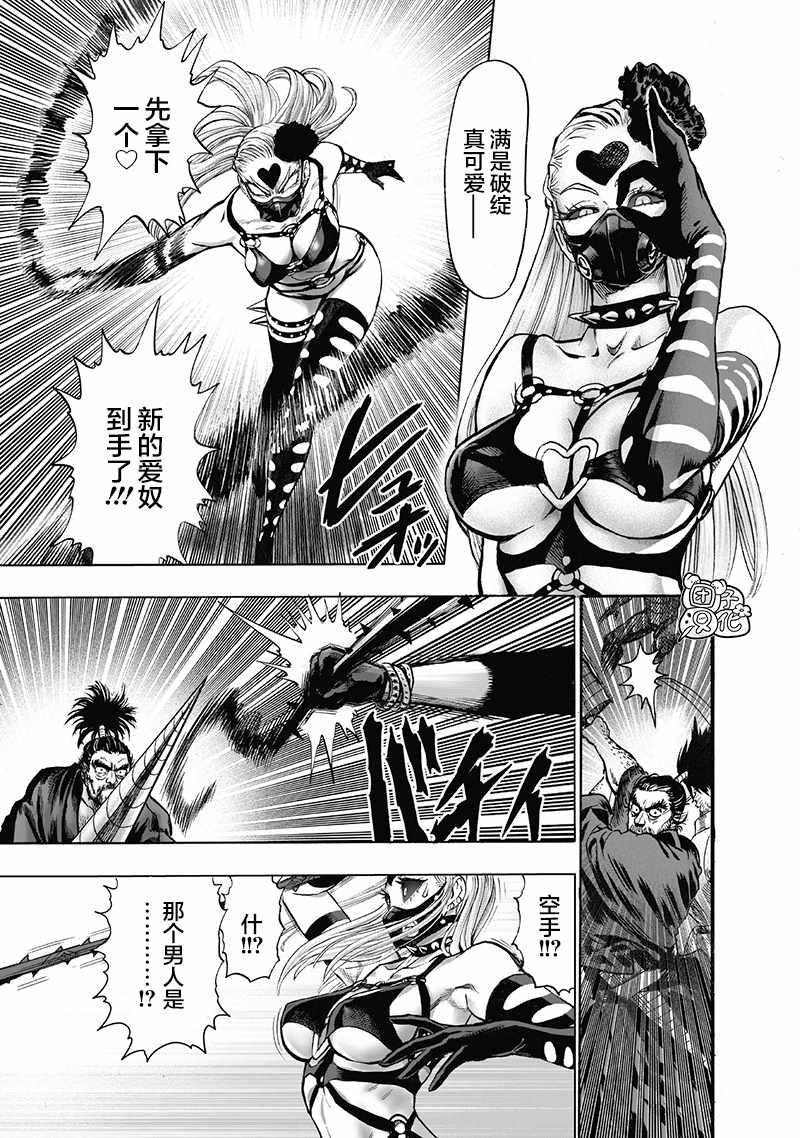 满是破绽
真可爱——
先拿下
一个♡
新的爱奴
到手了!!!
ヒュオッ
团子
汉化
バチィ
空手!!?
什!!?
那个男人是
…………!?